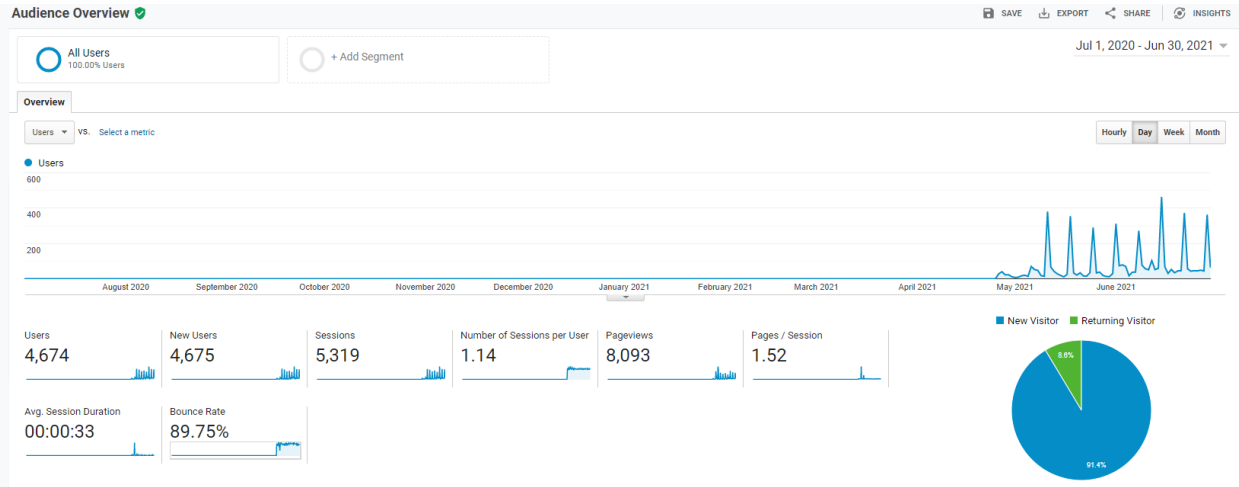 Audience Overview
SAVE EXPORT SHARE INSIGHTS
All Users
100.00% Users
+ Add Segment
Jul 1, 2020 - Jun 30, 2021
Overview
Users VS. Select a metric
Hourly Day Week Month
Users
600
400
200
August 2020 September 2020 October 2020 November 2020 December 2020 January 2021 February 2021 March 2021 April 2021 May 2021 June 2021
New Visitor Returning Visitor
Users New Users Sessions Number of Sessions per User Pageviews Pages / Session
4,674 4,675 5,319 1.14 8,093 1.52
8.6%
Avg. Session Duration Bounce Rate
00:00:33 89.75%
91.4%